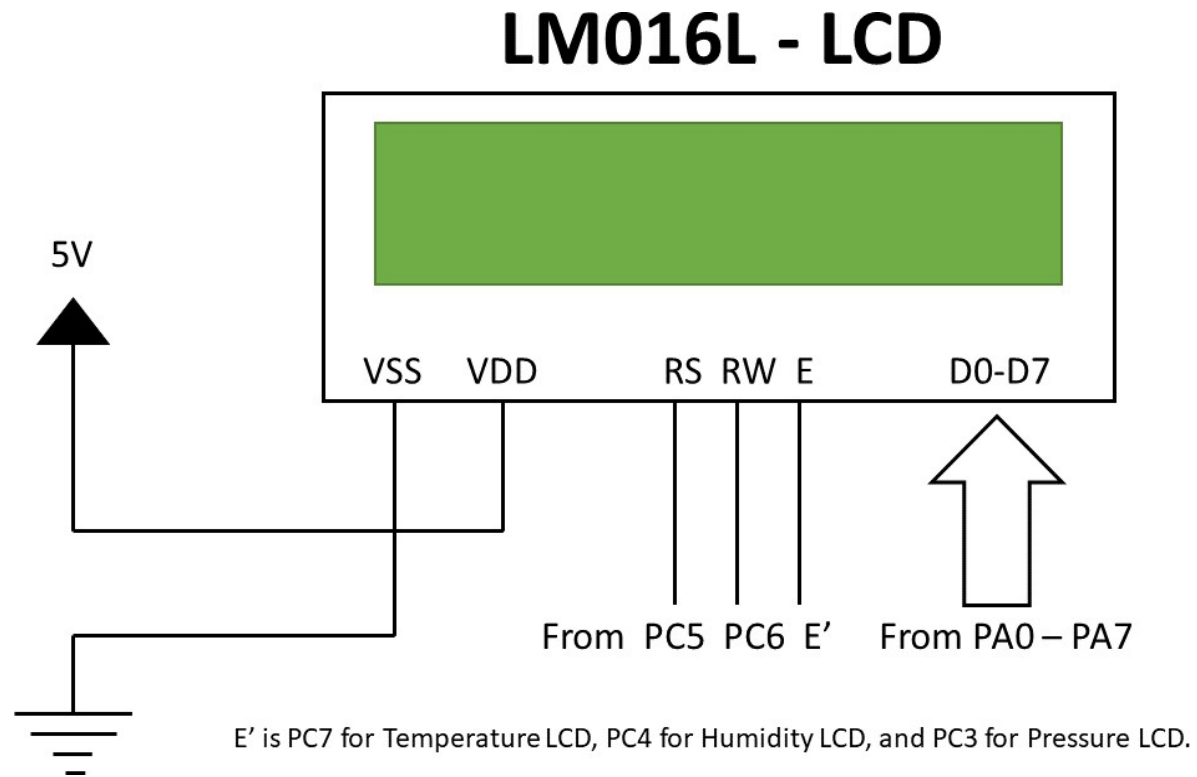 LM016L - LCD
5V
VSS VDD RS RW E D0-D7
From PC5 PC6 E’ From PA0 – PA7
E’ is PC7 for Temperature LCD, PC4 for Humidity LCD, and PC3 for Pressure LCD.